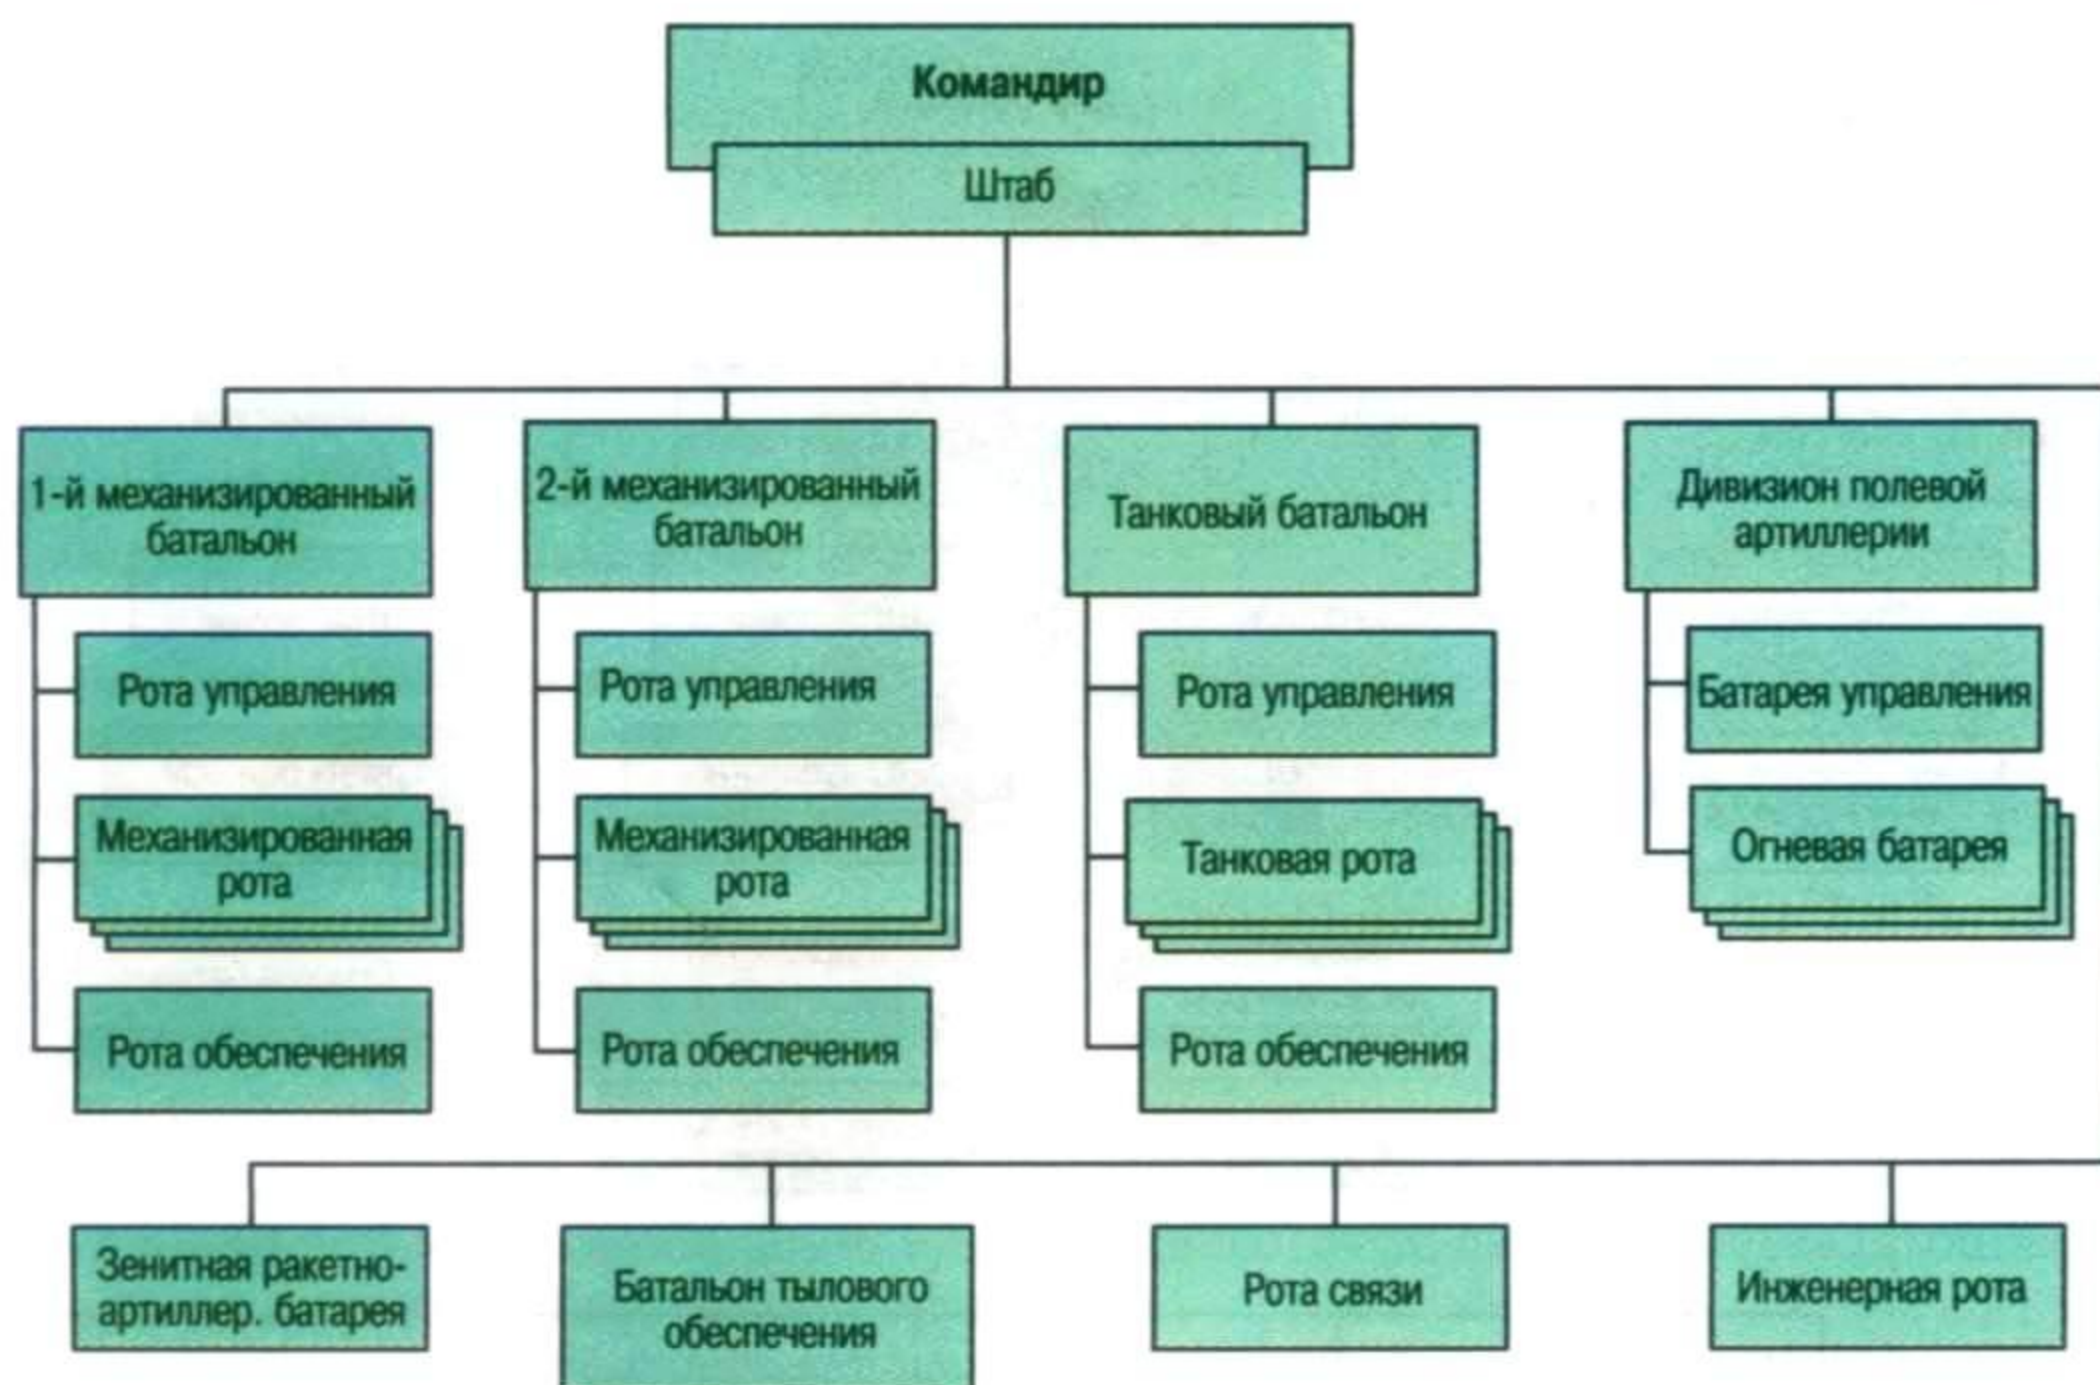 Командир
Штаб
1-й механизированный
батальон
2-й механизированный
батальон
Танковый батальон
Дивизион полевой
артиллерии
Рота управления
Рота управления
Рота управления
Батарея управления
Механизированная
рота
Механизированная
рота
Танковая рота
Огневая батарея
Рота обеспечения
Рота обеспечения
Рота обеспечения
Зенитная ракетно-
артиллер. батарея
Батальон тылового
обеспечения
Рота связи
Инженерная рота